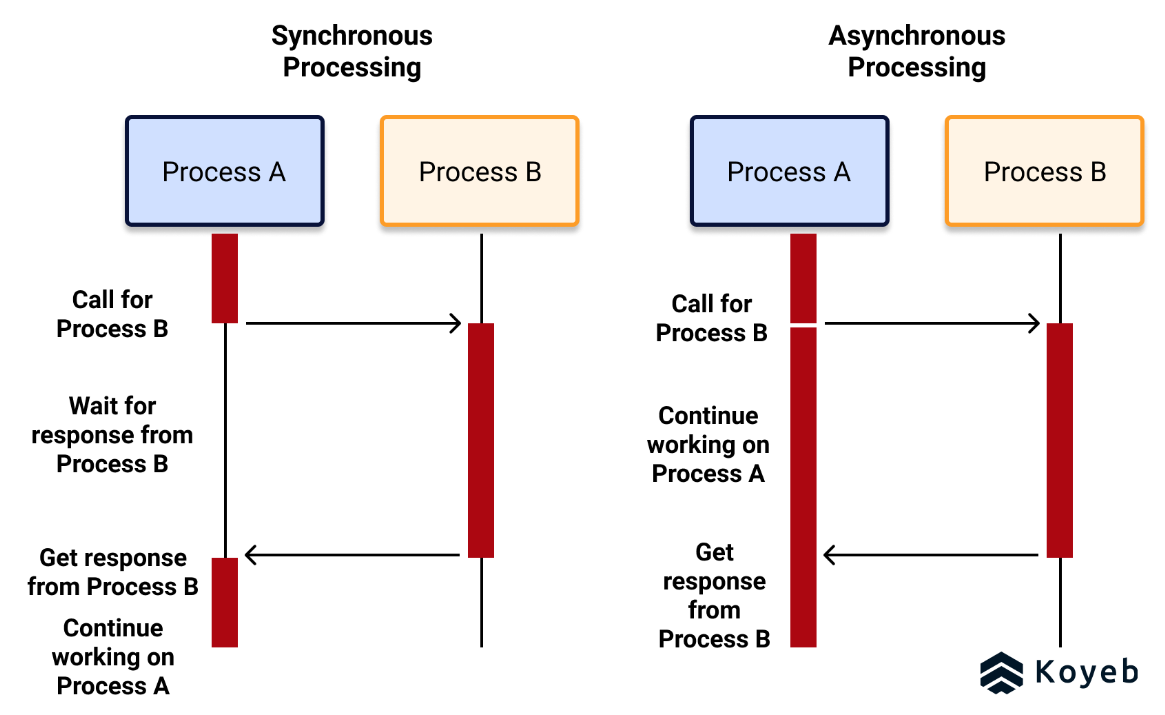 Synchronous
Processing
Process A
Process B
Call for
Process B
Wait for
response from
Process B
Get response
from Process B
Continue
working on
Process A
Asynchronous
Processing
Process A
Process B
Call for
Process B
Continue
working on
Process A
Get
response
from
Process B
Koyeb